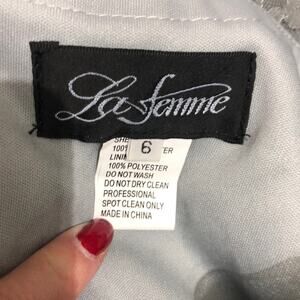 La Femme
6
100%
100% POLYESTER
DO NOT WASH
DO NOT DRY CLEAN
PROFESSIONAL
SPOT CLEAN ONLY
MADE IN CHINA